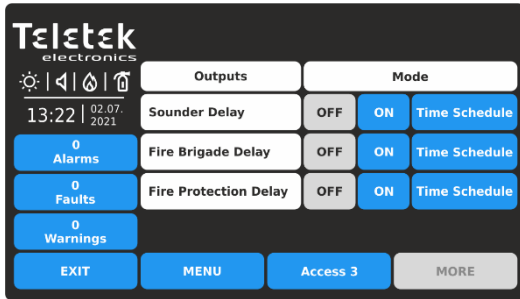 Teletek
electronics
13:22 | 02.07.
2021
0
Alarms
0
Faults
0
Warnings
Outputs Mode
Sounder Delay OFF ON Time Schedule
Fire Brigade Delay OFF ON Time Schedule
Fire Protection Delay OFF ON Time Schedule
EXIT MENU Access 3 MORE